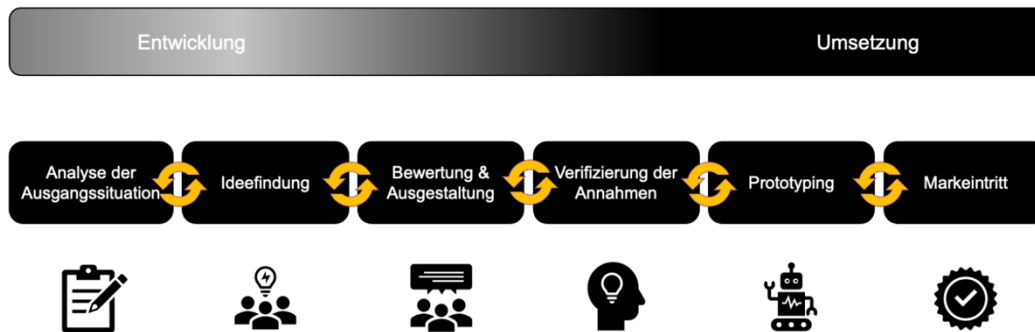 Entwicklung
Umsetzung
Analyse der
Ausgangssituation
Ideefindung
Bewertung &
Ausgestaltung
Verifizierung der
Annahmen
Prototyping
Markeintritt